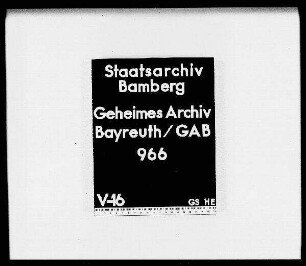 Staatsarchiv
Bamberg
Geheimes Archiv
Bayreuth/GAB
966
V-16 GS HE